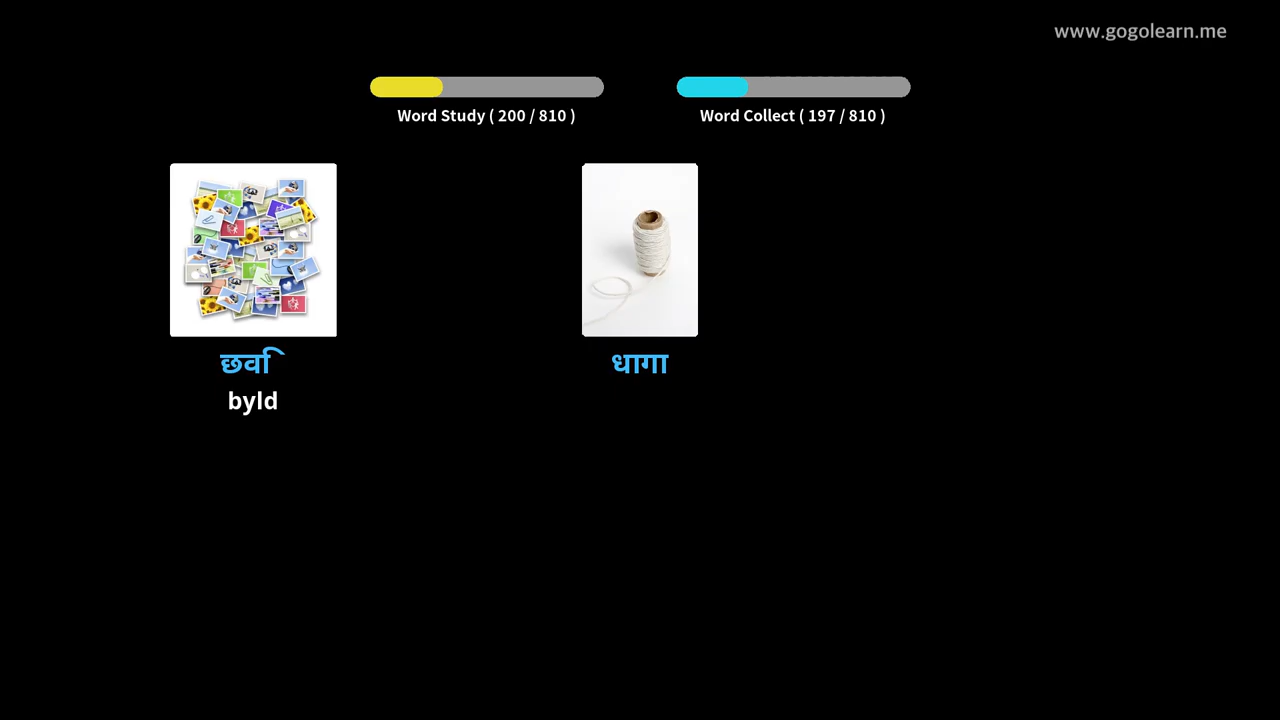 www.gogolearn.me
Word Study ( 200 / 810 )
Word Collect ( 197 / 810 )
छवि
byld
धागा